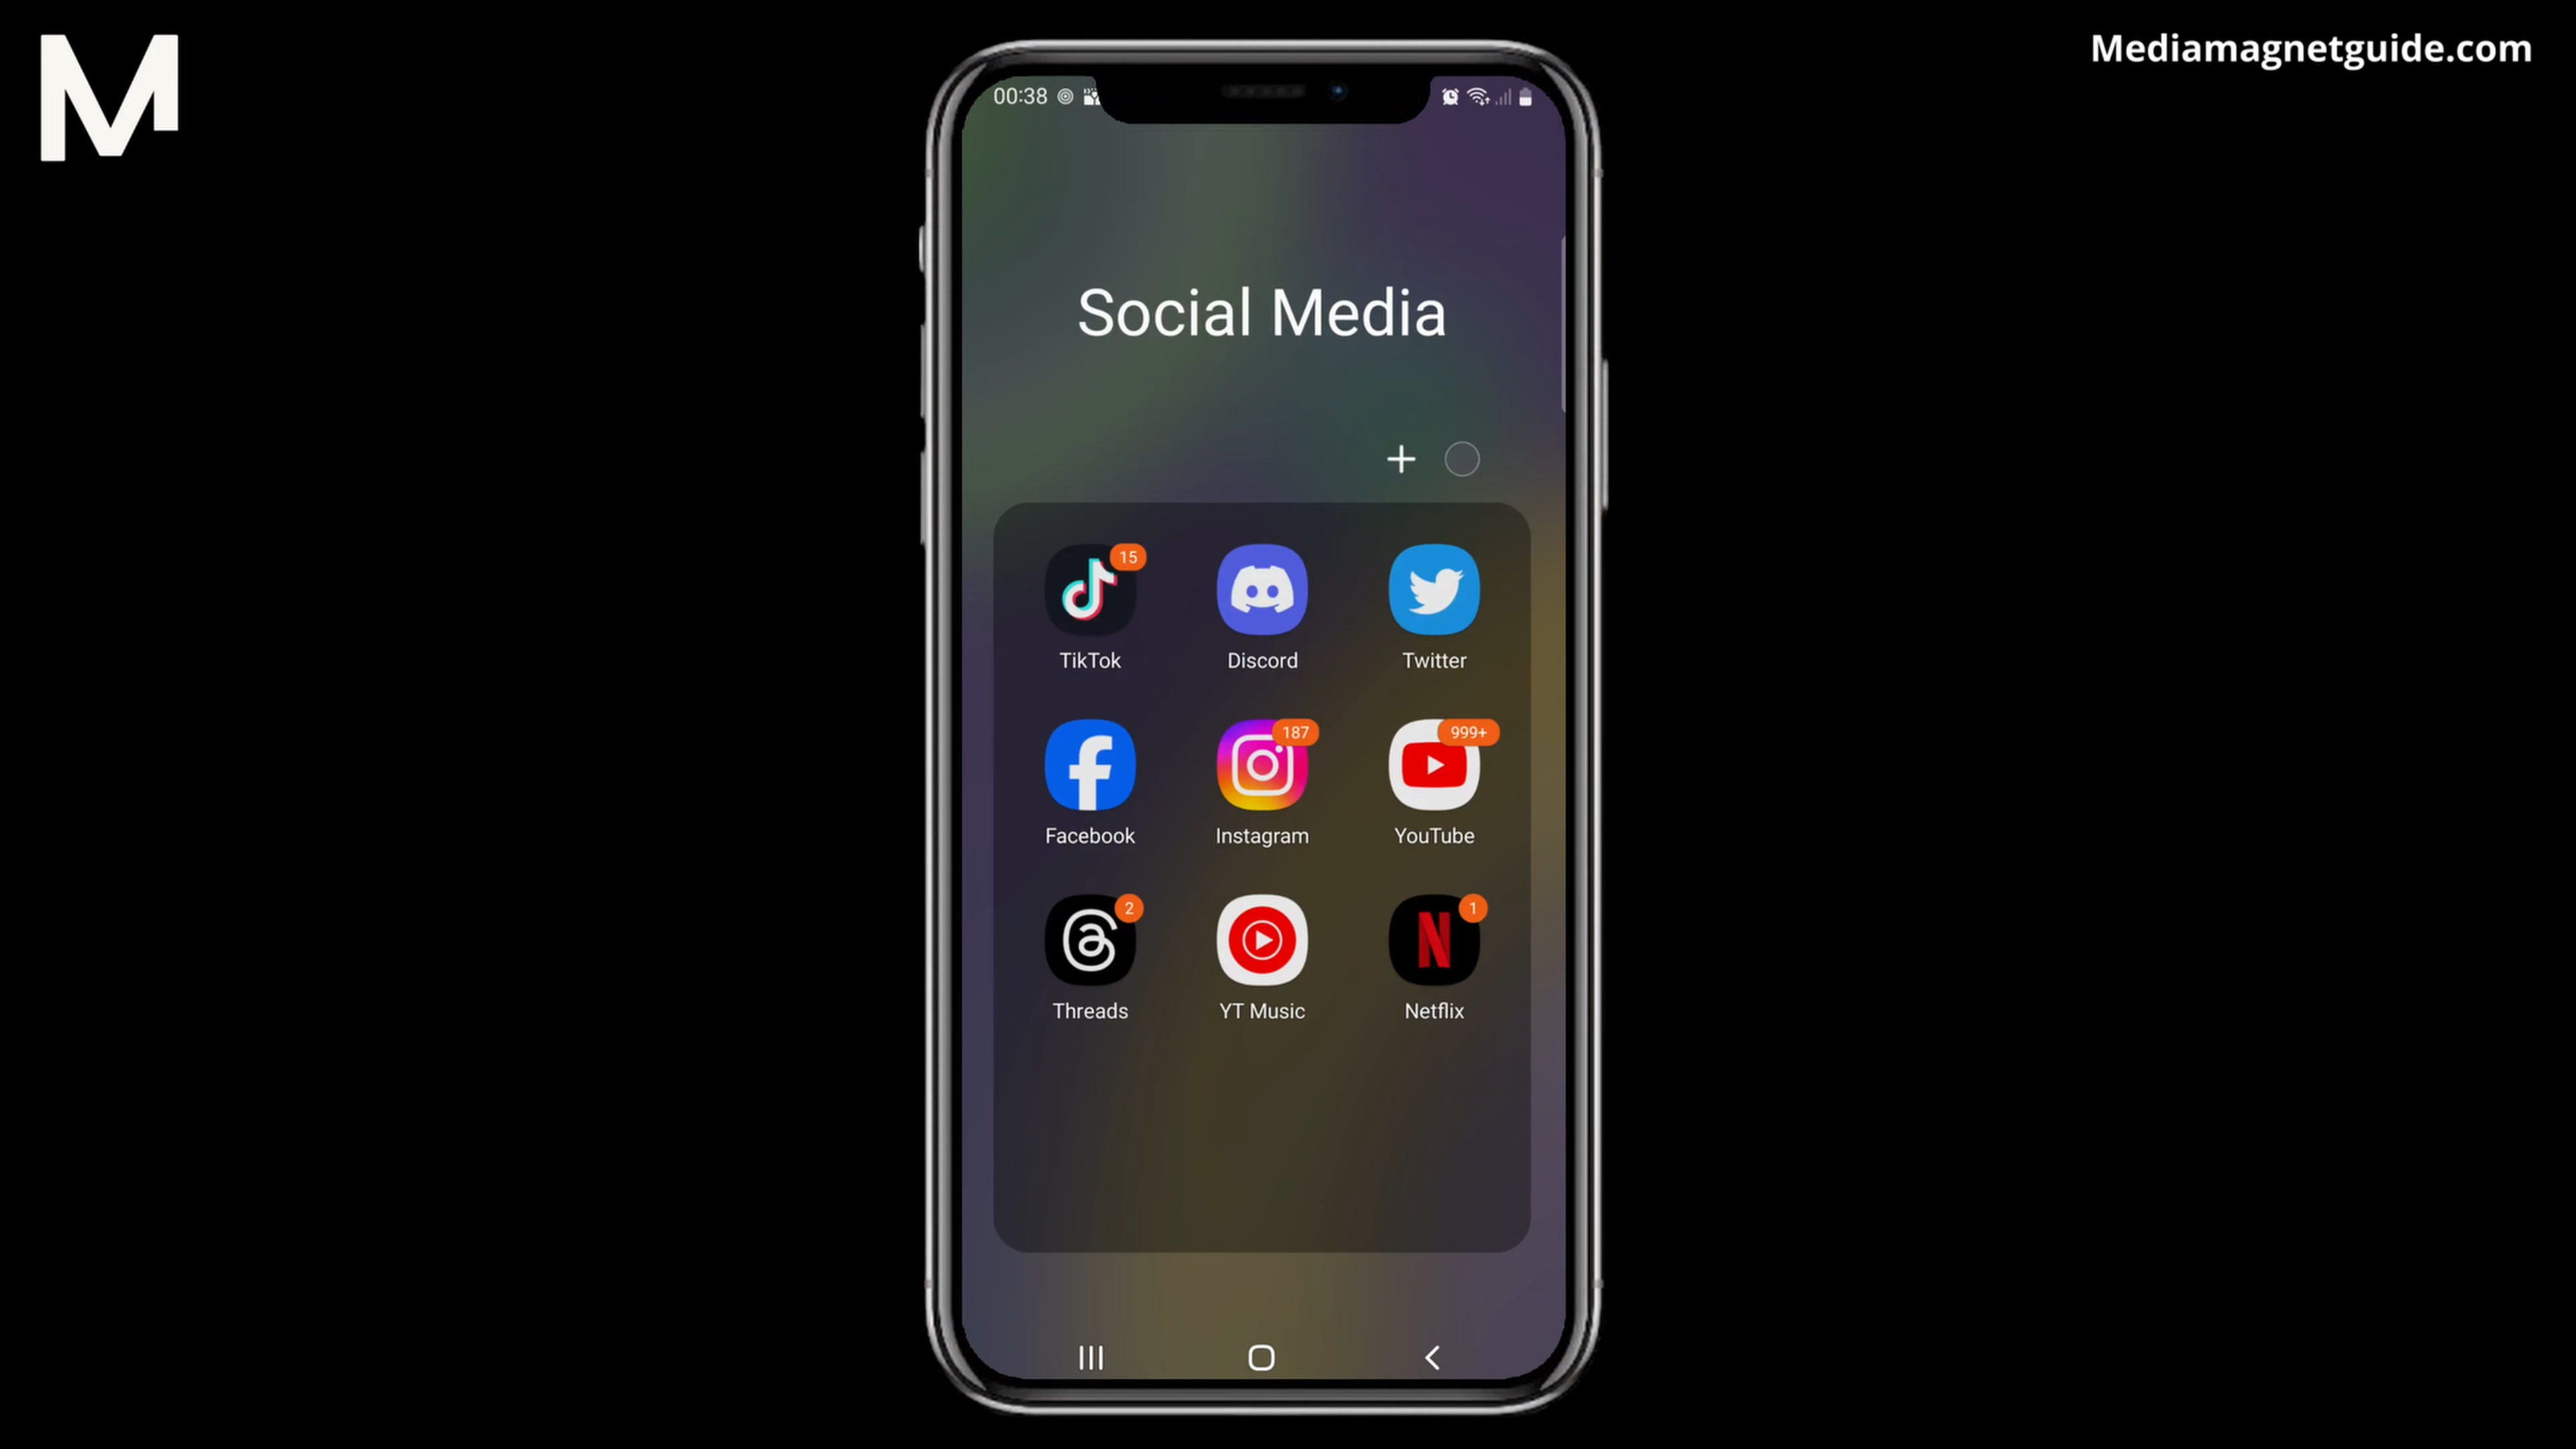 M
Mediamagnetguide.com
00:38
Social Media
15
TikTok
Discord
Twitter
187
999+
Facebook
Instagram
YouTube
2
1
Threads
YT Music
Netflix